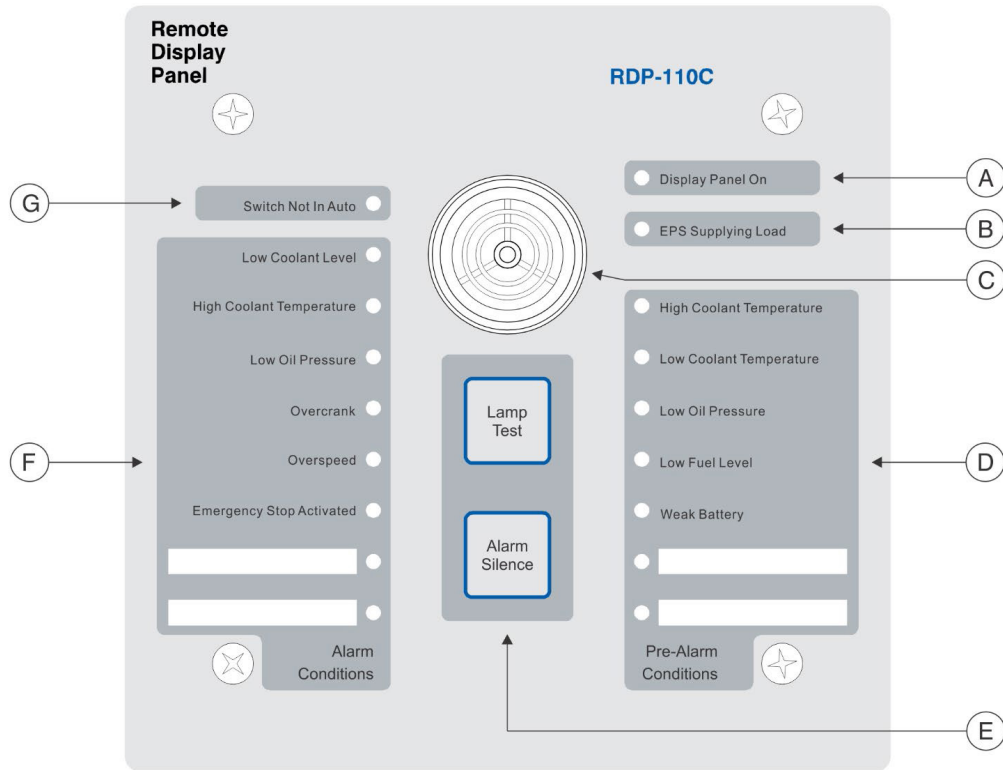 Remote
Display
Panel
RDP-110C
A
Display Panel On
G
Switch Not In Auto
B
EPS Supplying Load
Low Coolant Level
C
High Coolant Temperature
Low Oil Pressure
Overcrank
Overspeed
Emergency Stop Activated
F
Alarm
Conditions
Lamp
Test
Alarm
Silence
High Coolant Temperature
Low Coolant Temperature
Low Oil Pressure
Low Fuel Level
Weak Battery
D
Pre-Alarm
Conditions
E